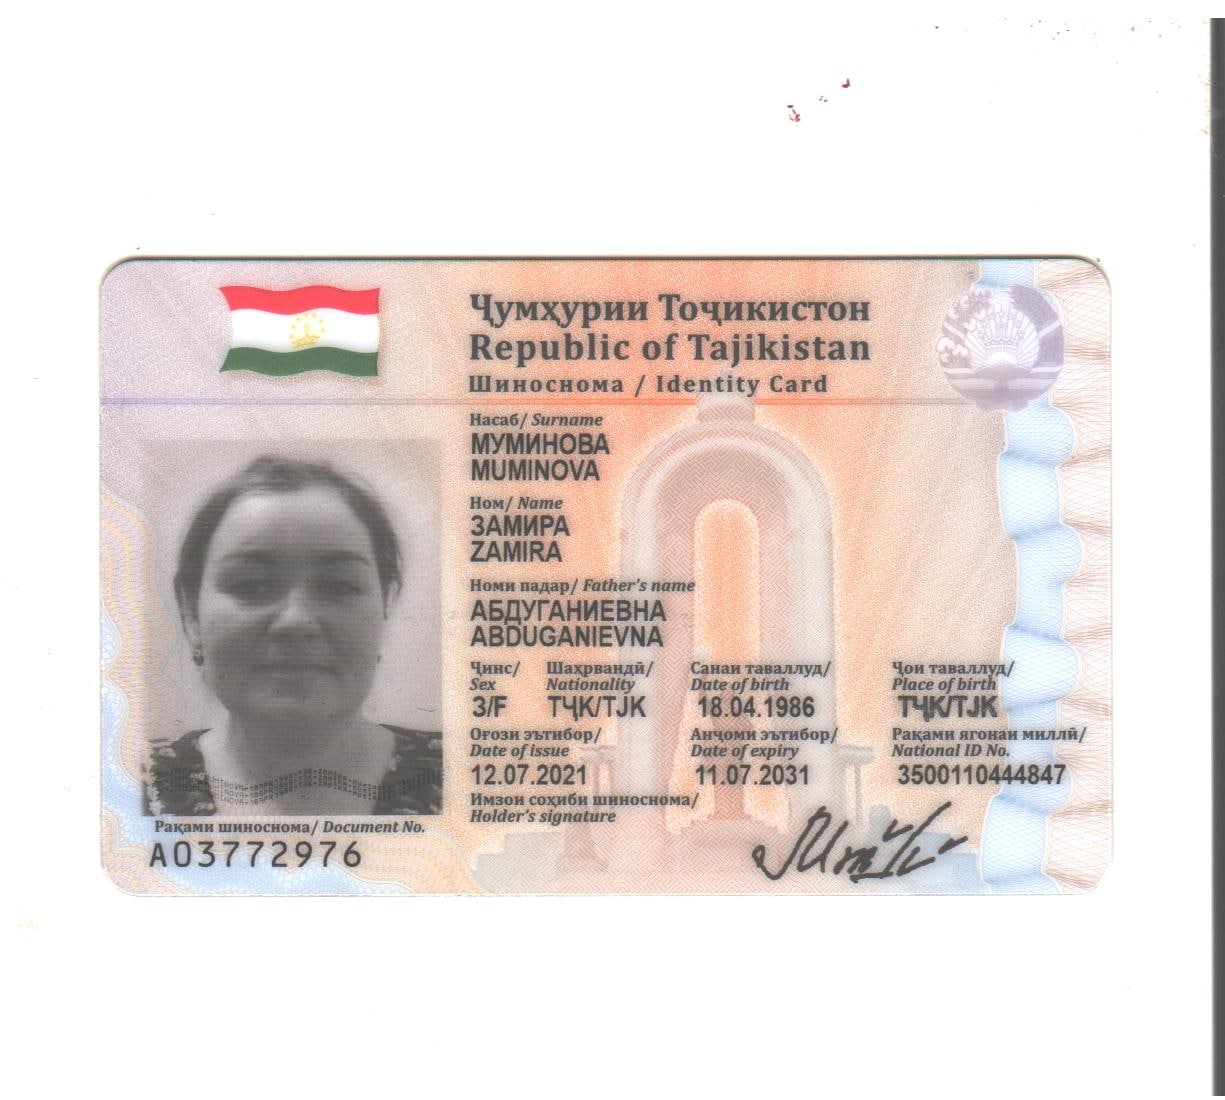 Ҷумҳурии Тоҷикистон
Republic of Tajikistan
Шиноснома / Identity Card
Насаб/ Surname
МУМИНОВА
MUMINOVA
Ном/ Name
ЗАМИРА
ZAMIRA
Номи падар/ Father's name
АБДУГАНИЕВНА
ABDUGANIEVNA
Ҷинс/ Шаҳрвандӣ/ Санаи таваллуд/ Ҷои таваллуд/
Sex Nationality Date of birth Place of birth
З/F ТҶК/TJK 18.04.1986 ТҶК/TJK
Оғози эътибор/ Анҷоми эътибор/ Рақами ягонаи миллӣ/
Date of issue Date of expiry National ID No.
12.07.2021 11.07.2031 3500110444847
Имзои соҳиби шиноснома/
Holder's signature
Рақами шиноснома/ Document No.
A03772976